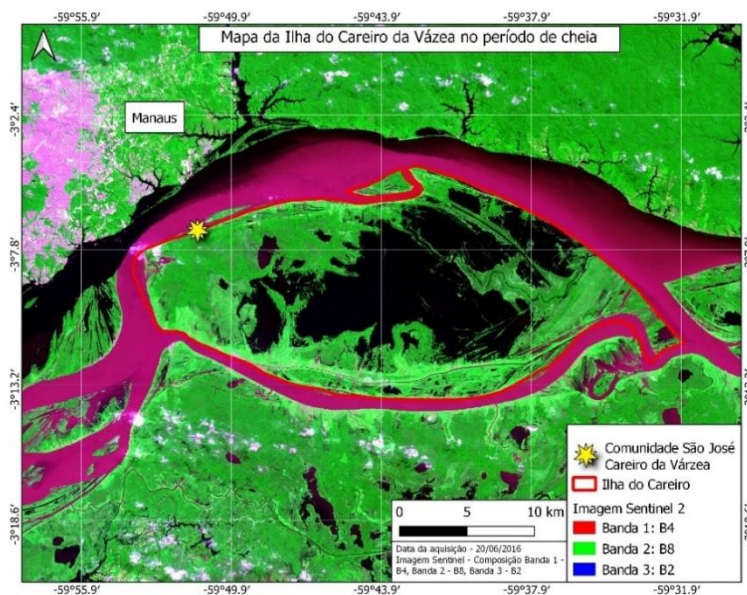 -59°55.9' -59°49.9' -59°43.9' -59°37.9' -59°31.9'
Mapa da Ilha do Careiro da Vázea no período de cheia
Manaus
-3°2.4'
-3°7.8'
-3°13.2'
-3°18.6'
Comunidade São José
Careiro da Várzea
Ilha do Careiro
Imagem Sentinel 2
Banda 1: B4
Banda 2: B8
Banda 3: B2
0 5 10 km
Data da aquisição - 20/06/2016
Imagem Sentinel - Composição Banda 1 -
B4, Banda 2 - B8, Banda 3 - B2
-59°55.9' -59°49.9' -59°43.9' -59°37.9' -59°31.9'